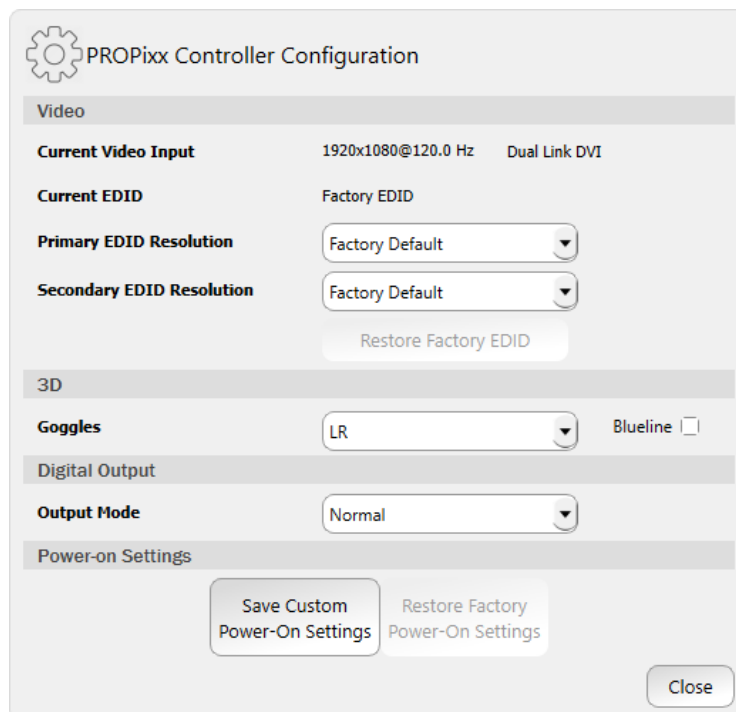 PROPixx Controller Configuration
Video
Current Video Input 1920x1080@120.0 Hz Dual Link DVI
Current EDID Factory EDID
Primary EDID Resolution Factory Default
Secondary EDID Resolution Factory Default
Restore Factory EDID
3D
Goggles LR Blueline
Digital Output
Output Mode Normal
Power-on Settings
Save Custom
Power-On Settings
Restore Factory
Power-On Settings
Close